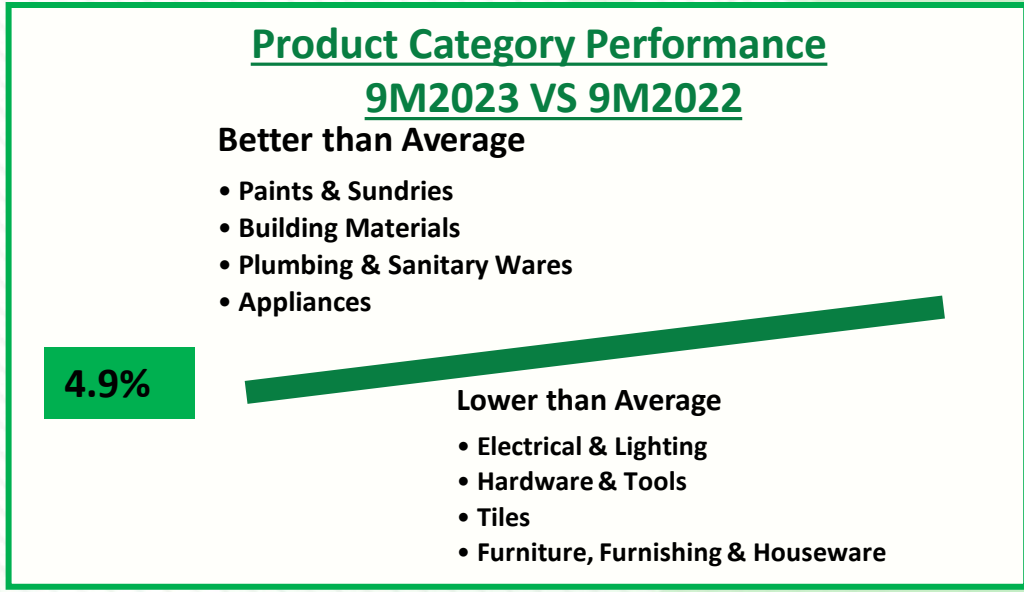 Product Category Performance
9M2023 VS 9M2022
Better than Average
• Paints & Sundries
• Building Materials
• Plumbing & Sanitary Wares
• Appliances
4.9%
Lower than Average
• Electrical & Lighting
• Hardware & Tools
• Tiles
• Furniture, Furnishing & Houseware